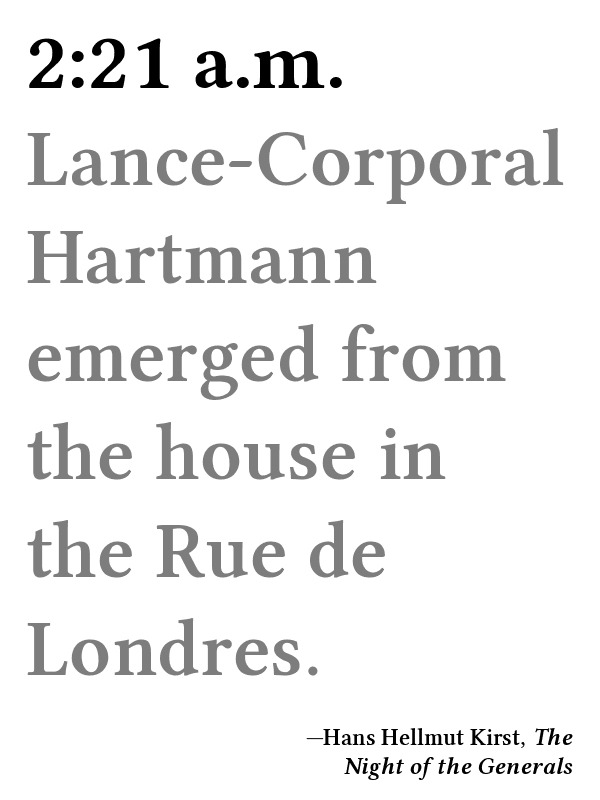 2:21 a.m.
Lance-Corporal
Hartmann
emerged from
the house in
the Rue de
Londres.
—Hans Hellmut Kirst, The
Night of the Generals